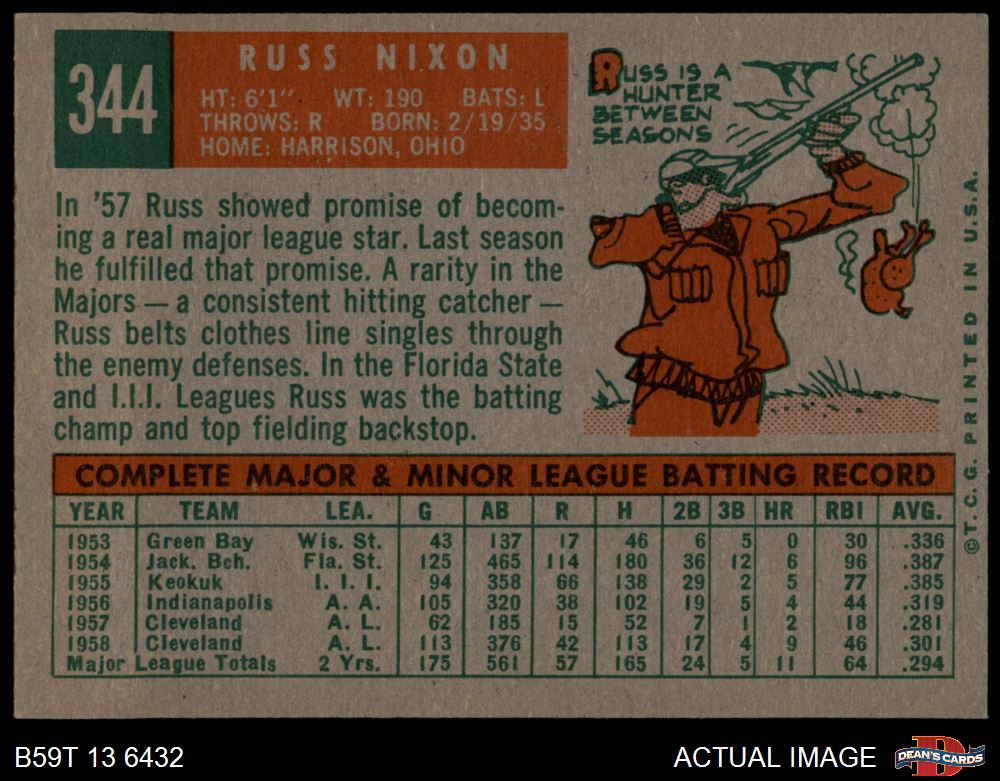 344
RUSS NIXON
HT: 6'1" WT: 190 BATS: L
THROWS: R BORN: 2/19/35
HOME: HARRISON, OHIO
RUSS IS A
HUNTER
BETWEEN
SEASONS
In '57 Russ showed promise of becom-
ing a real major league star. Last season
he fulfilled that promise. A rarity in the
Majors — a consistent hitting catcher —
Russ belts clothes line singles through
the enemy defenses. In the Florida State
and I.I.I. Leagues Russ was the batting
champ and top fielding backstop.
COMPLETE MAJOR & MINOR LEAGUE BATTING RECORD
YEAR TEAM LEA. G AB R H 2B 3B HR RBI AVG.
1953 Green Bay Wis. St. 43 137 17 46 6 5 0 30 .336
1954 Jack. Bch. Fla. St. 125 465 114 180 36 12 6 96 .387
1955 Keokuk I. I. I. 94 358 66 138 29 2 5 77 .385
1956 Indianapolis A. A. 105 320 38 102 19 5 4 44 .319
1957 Cleveland A. L. 62 185 15 52 7 1 2 18 .281
1958 Cleveland A. L. 113 376 42 113 17 4 9 46 .301
Major League Totals 2 Yrs. 175 561 57 165 24 5 11 64 .294
©T. C. G. PRINTED IN U.S.A.
B59T 13 6432
ACTUAL IMAGE
D
DEAN'S CARDS